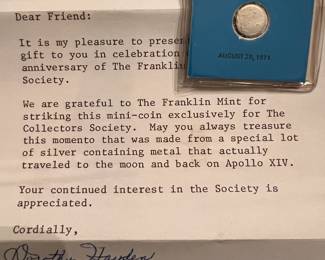 Dear Friend:
It is my pleasure to presen
gift to you in celebration
anniversary of The Franklin
Society.
AUGUST 28, 1971
We are grateful to The Franklin Mint for
striking this mini-coin exclusively for The
Collectors Society. May you always treasure
this momento that was made from a special lot
of silver containing metal that actually
traveled to the moon and back on Apollo XIV.
Your continued interest in the Society is
appreciated.
Cordially,
Dorothy